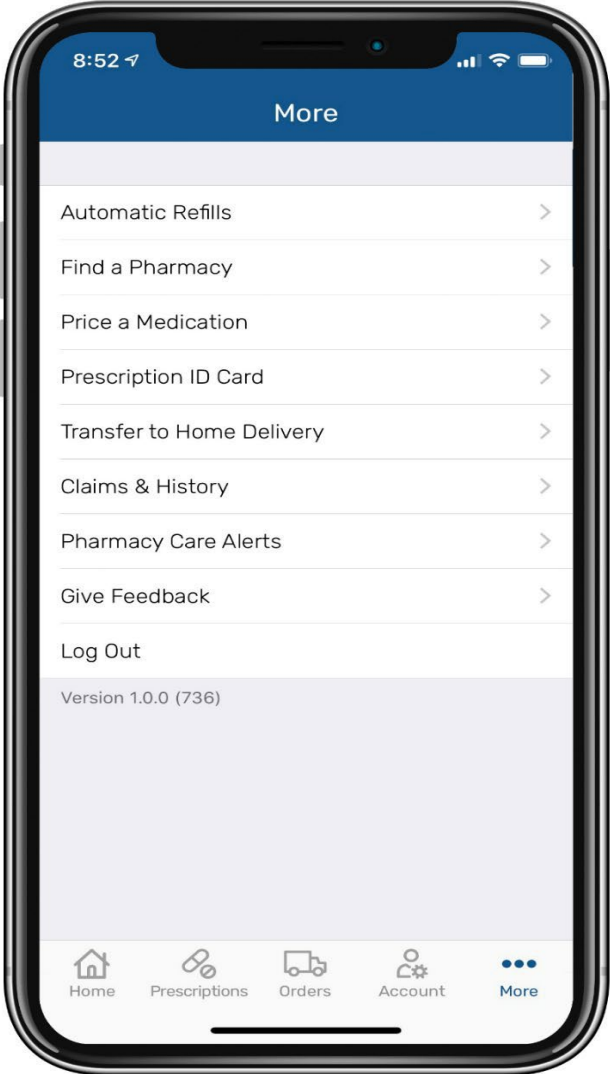 8:52
More
Automatic Refills
Find a Pharmacy
Price a Medication
Prescription ID Card
Transfer to Home Delivery
Claims & History
Pharmacy Care Alerts
Give Feedback
Log Out
Version 1.0.0 (736)
Home Prescriptions Orders Account More